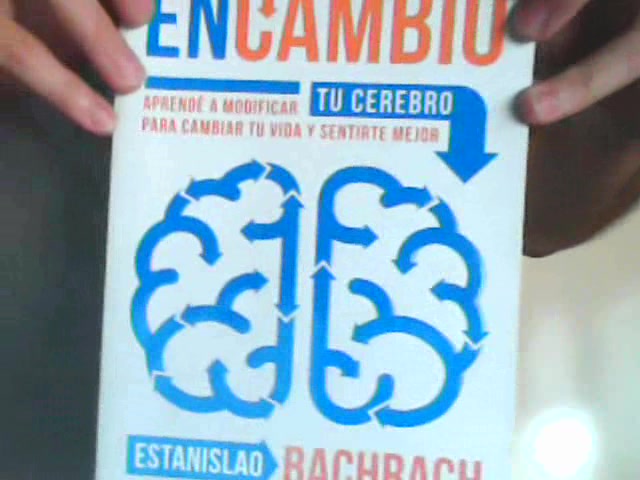 ENCAMBIO
APRENDÉ A MODIFICAR TU CEREBRO
PARA CAMBIAR TU VIDA Y SENTIRTE MEJOR
ESTANISLAO BACHRACH